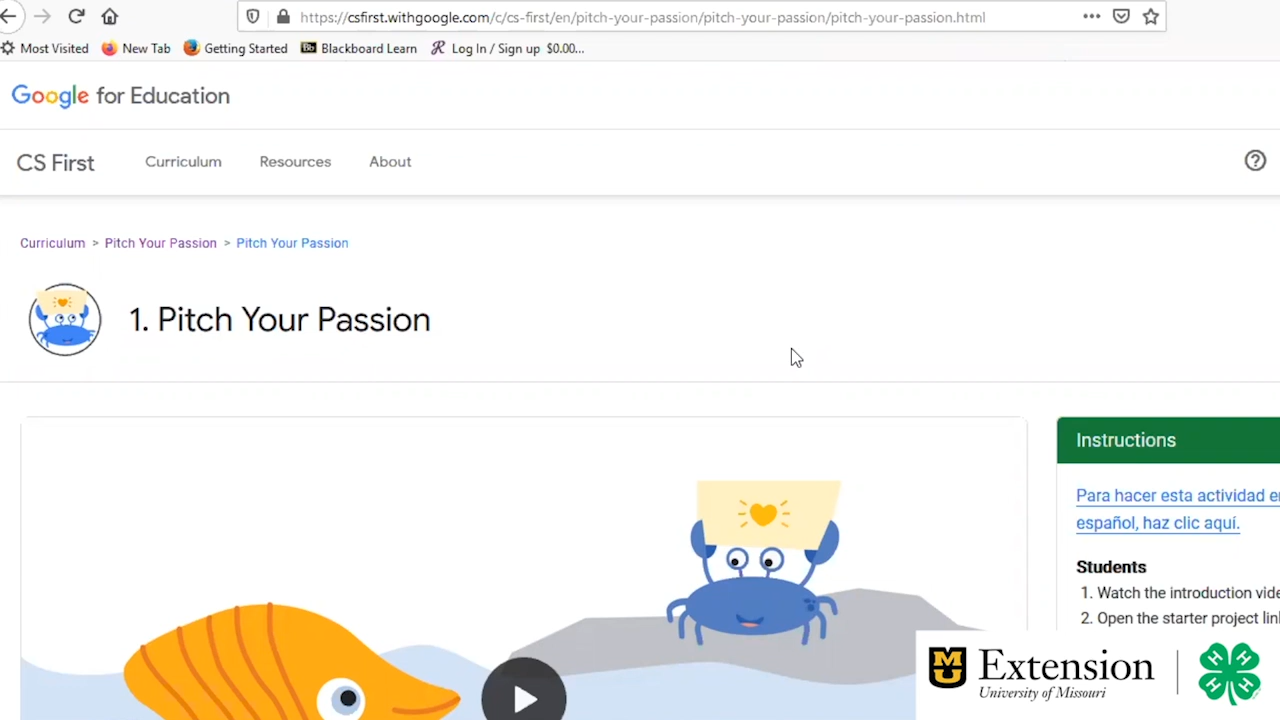 https://csfirst.withgoogle.com/c/cs-first/en/pitch-your-passion/pitch-your-passion/pitch-your-passion.html
Most Visited New Tab Getting Started Bb Blackboard Learn Log In / Sign up $0.00...
Google for Education
CS First Curriculum Resources About
Curriculum > Pitch Your Passion > Pitch Your Passion
1. Pitch Your Passion
Instructions
Para hacer esta actividad e
español, haz clic aquí.
Students
1. Watch the introduction vide
2. Open the starter project lin
MU Extension
University of Missouri
H H H H